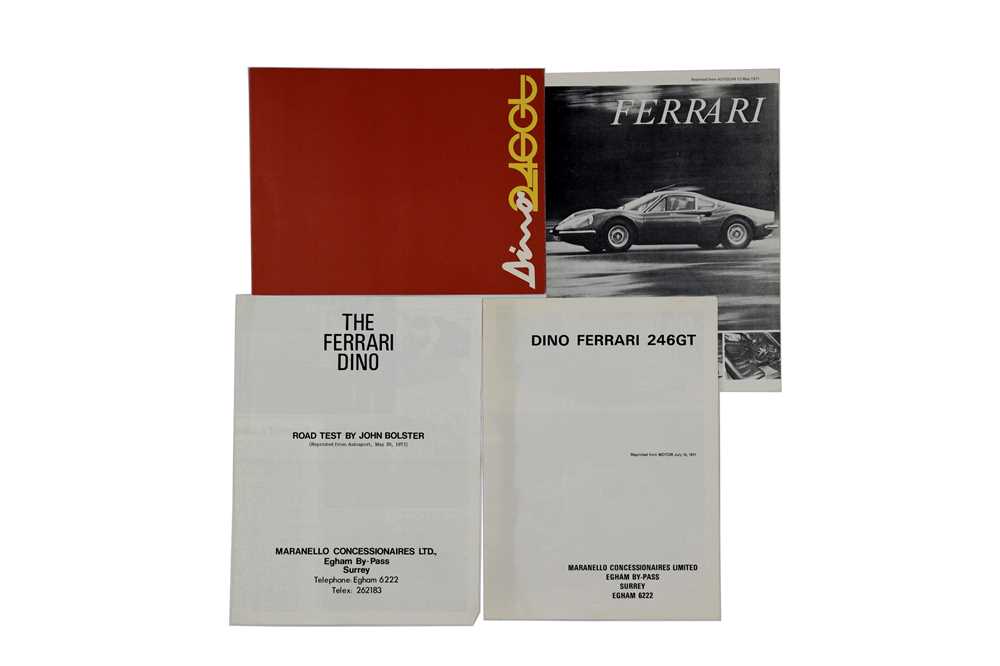 Dino 246GT
Reprinted from AUTOCAR 13 May 1971
FERRARI
THE
FERRARI
DINO
ROAD TEST BY JOHN BOLSTER
(Reprinted from Autosport, May 20, 1971)
MARANELLO CONCESSIONAIRES LTD.,
Egham By-Pass
Surrey
Telephone: Egham 6222
Telex: 262183
DINO FERRARI 246GT
Reprinted from MOTOR July 10, 1971
MARANELLO CONCESSIONAIRES LIMITED
EGHAM BY-PASS
SURREY
EGHAM 6222